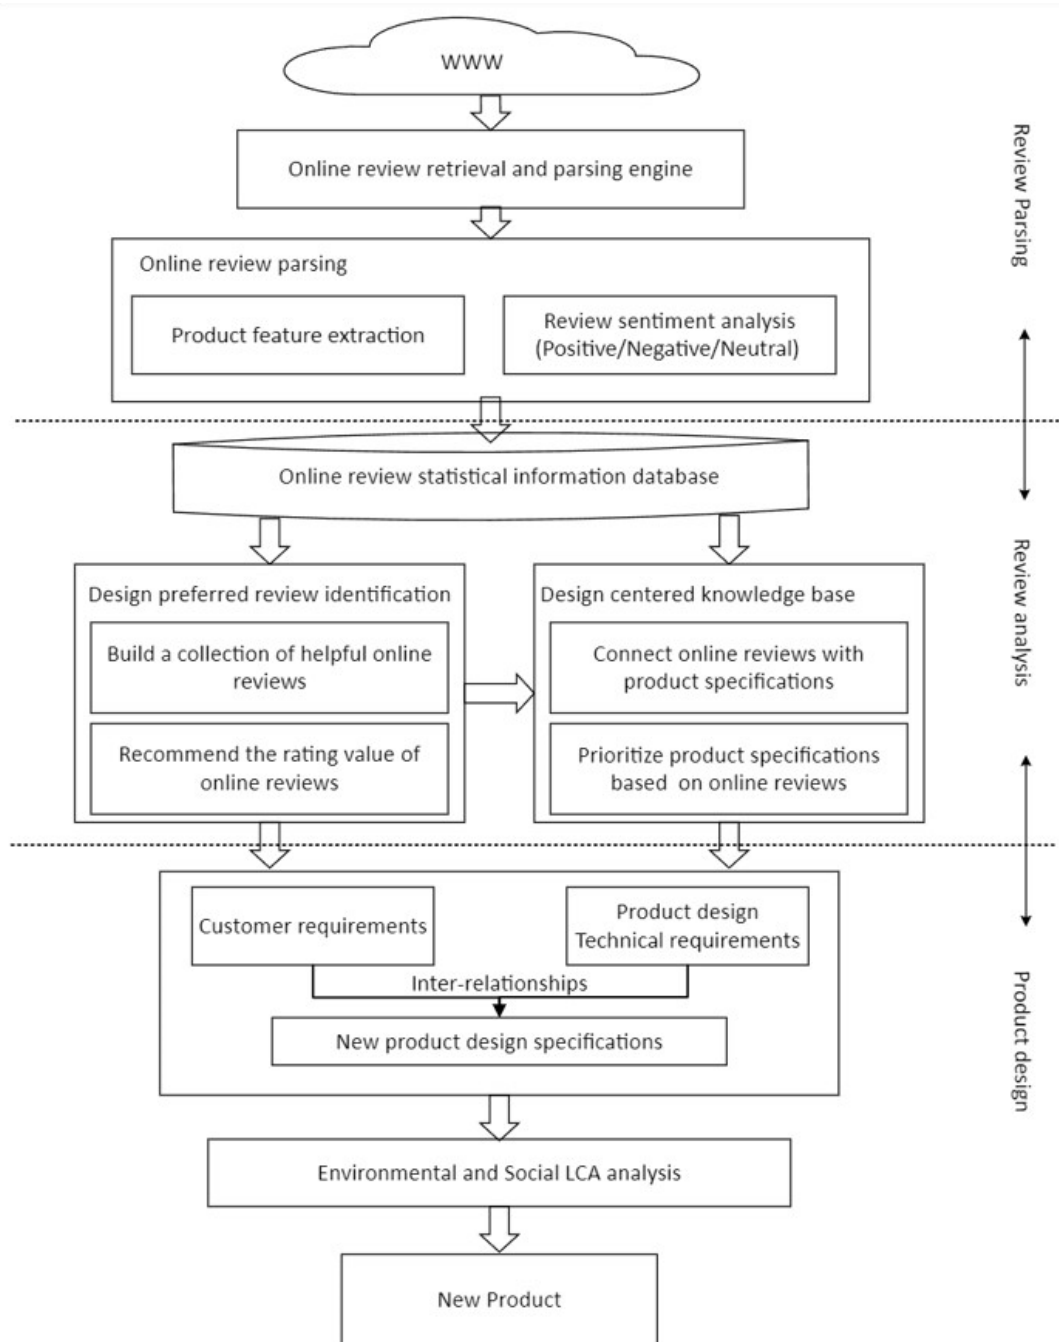 WWW
Online review retrieval and parsing engine
Review Parsing
Online review parsing
Product feature extraction
Review sentiment analysis
(Positive/Negative/Neutral)
Online review statistical information database
Review analysis
Design preferred review identification
Build a collection of helpful online
reviews
Recommend the rating value of
online reviews
Design centered knowledge base
Connect online reviews with
product specifications
Prioritize product specifications
based on online reviews
Product design
Customer requirements
Product design
Technical requirements
Inter-relationships
New product design specifications
Environmental and Social LCA analysis
New Product